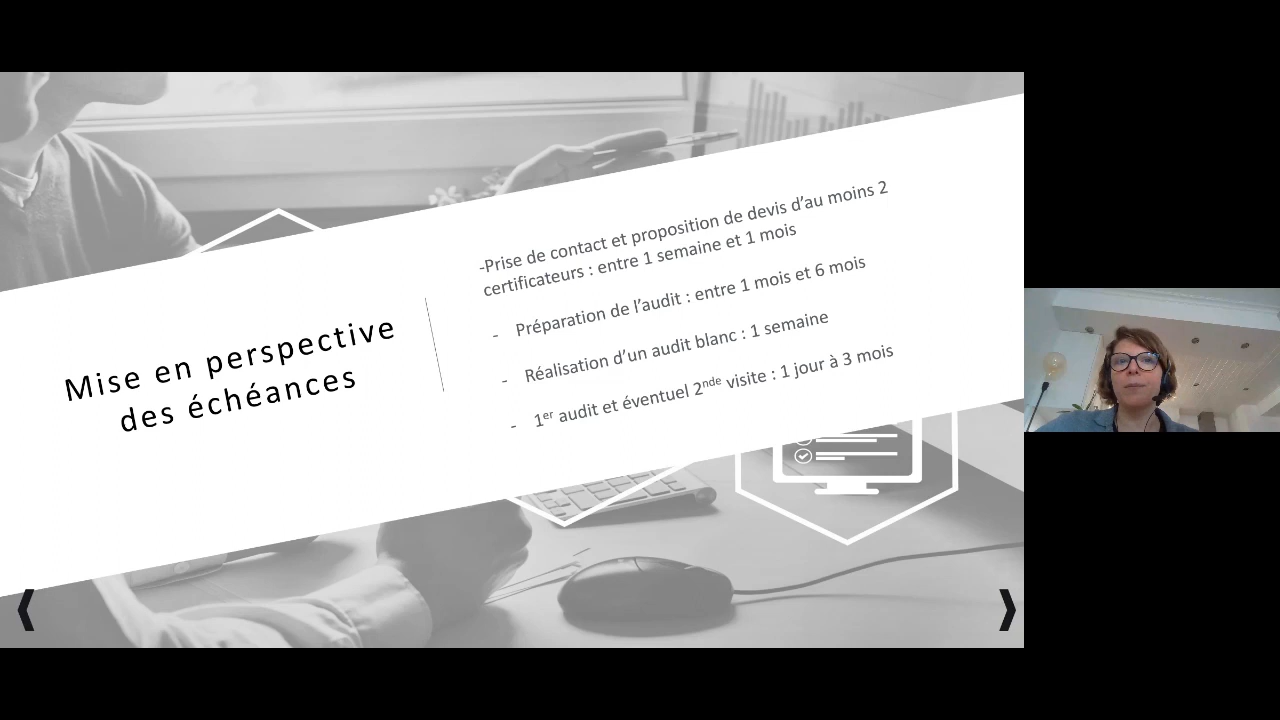 Mise en perspective
des échéances
-Prise de contact et proposition de devis d’au moins 2
certificateurs : entre 1 semaine et 1 mois
- Préparation de l’audit : entre 1 mois et 6 mois
- Réalisation d’un audit blanc : 1 semaine
- 1er audit et éventuel 2nde visite : 1 jour à 3 mois